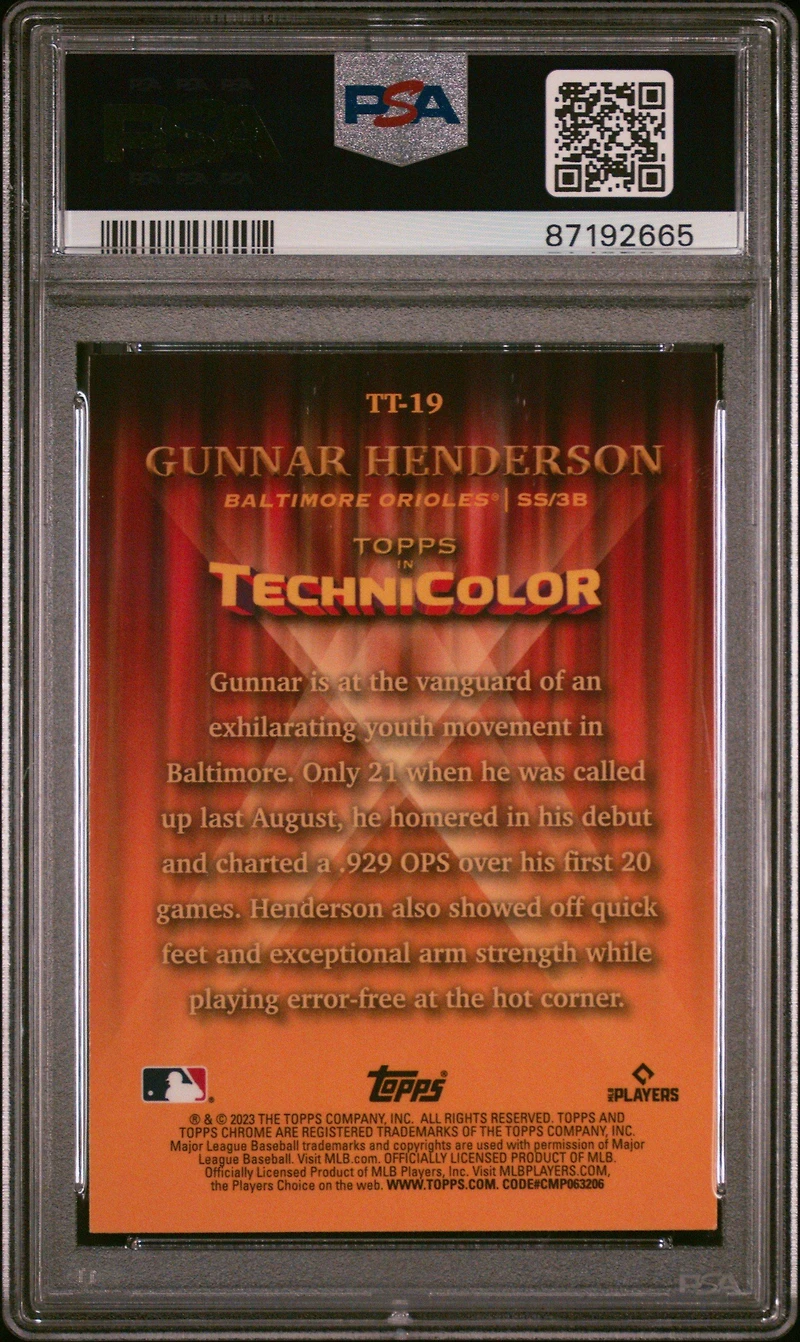 PSA
87192665
TT-19
GUNNAR HENDERSON
BALTIMORE ORIOLES® | SS/3B
TOPPS
IN
TECHNICOLOR
Gunnar is at the vanguard of an
exhilarating youth movement in
Baltimore. Only 21 when he was called
up last August, he homered in his debut
and charted a .929 OPS over his first 20
games. Henderson also showed off quick
feet and exceptional arm strength while
playing error-free at the hot corner.
Topps®
MLB PLAYERS
® & © 2023 THE TOPPS COMPANY, INC. ALL RIGHTS RESERVED. TOPPS AND
TOPPS CHROME ARE REGISTERED TRADEMARKS OF THE TOPPS COMPANY, INC.
Major League Baseball trademarks and copyrights are used with permission of Major
League Baseball. Visit MLB.com. OFFICIALLY LICENSED PRODUCT OF MLB.
Officially Licensed Product of MLB Players, Inc. Visit MLBPLAYERS.COM,
the Players Choice on the web. WWW.TOPPS.COM. CODE#CMP063206
PSA